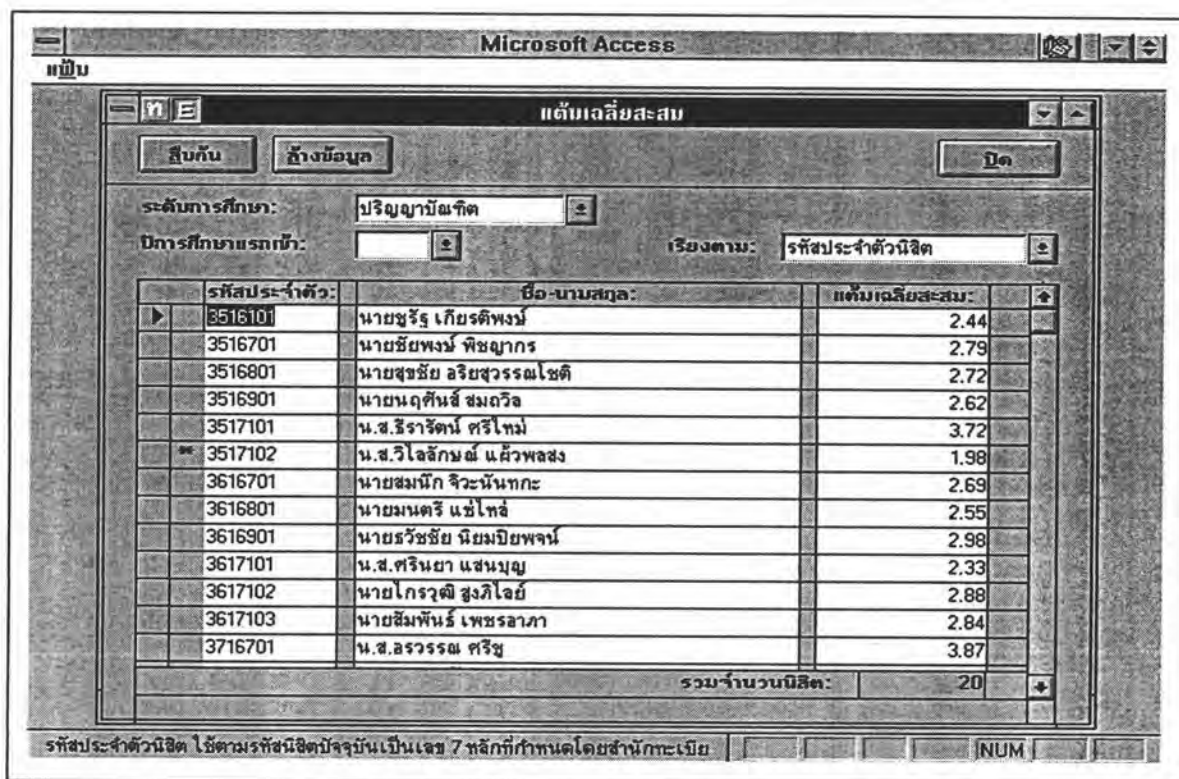 Microsoft Access
แฟ้ม
ท E แต้มเฉลี่ยสะสม
สืบค้น ล้างข้อมูล ปิด
ระดับการศึกษา: ปริญญาบัณฑิต
ปีการศึกษาแรกเข้า: เรียงตาม: รหัสประจำตัวนิสิต
รหัสประจำตัว: ชื่อ-นามสกุล: แต้มเฉลี่ยสะสม:
3516101 นายชูรัฐ เกียรติพงษ์ 2.44
3516701 นายชัยพงษ์ พิชญากร 2.79
3516801 นายสุขชัย อริยสุวรรณโชติ 2.72
3516901 นายนฤศันส์ สมถวิล 2.62
3517101 น.ส.ธีรารัตน์ ศรีใหม่ 3.72
** 3517102 น.ส.วิไลลักษณ์ แผ้วพลสง 1.98
3616701 นายสมนึก จิวะนันทกะ 2.69
3616801 นายมนตรี แซ่ไหล่ 2.55
3616901 นายธวัชชัย นิยมปิยพจน์ 2.98
3617101 น.ส.ศรินยา แสนบุญ 2.33
3617102 นายไกรวุฒิ สูงภิไลย์ 2.88
3617103 นายสัมพันธ์ เพชรอาภา 2.84
3716701 น.ส.อรวรรณ ศรีชู 3.87
รวมจำนวนนิสิต: 20
รหัสประจำตัวนิสิต ใช้ตามรหัสนิสิตปัจจุบันเป็นเลข 7 หลักที่กำหนดโดยสำนักทะเบีย NUM